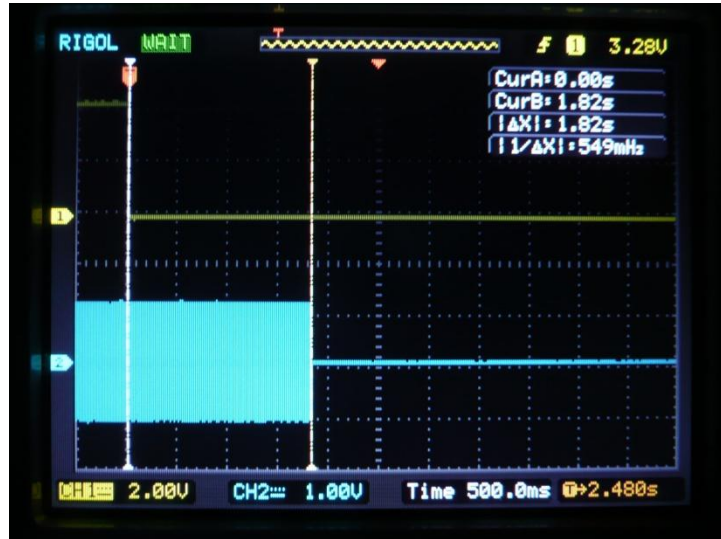 RIGOL WAIT T 1 3.28V
CurA=0.00s
CurB=1.82s
|ΔX|=1.82s
|1/ΔX|=549mHz
T
1
2
CH1 2.00V CH2 1.00V Time 500.0ms T→2.480s